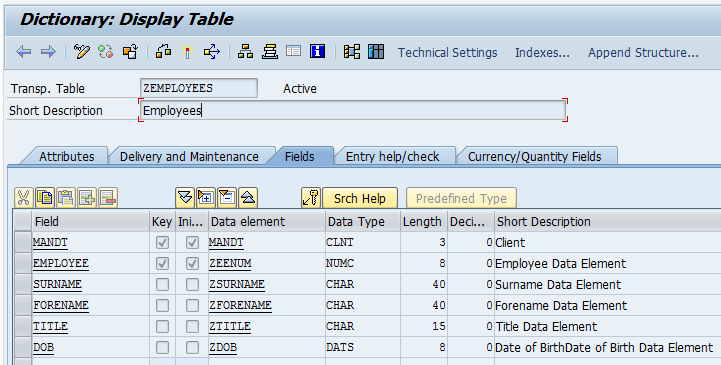 Dictionary: Display Table
Technical Settings Indexes... Append Structure...
Transp. Table ZEMPLOYEES Active
Short Description Employees
Attributes Delivery and Maintenance Fields Entry help/check Currency/Quantity Fields
Srch Help Predefined Type
Field Key Ini... Data element Data Type Length Deci... Short Description
MANDT MANDT CLNT 3 0 Client
EMPLOYEE ZEENUM NUMC 8 0 Employee Data Element
SURNAME ZSURNAME CHAR 40 0 Surname Data Element
FORENAME ZFORENAME CHAR 40 0 Forename Data Element
TITLE ZTITLE CHAR 15 0 Title Data Element
DOB ZDOB DATS 8 0 Date of BirthDate of Birth Data Element